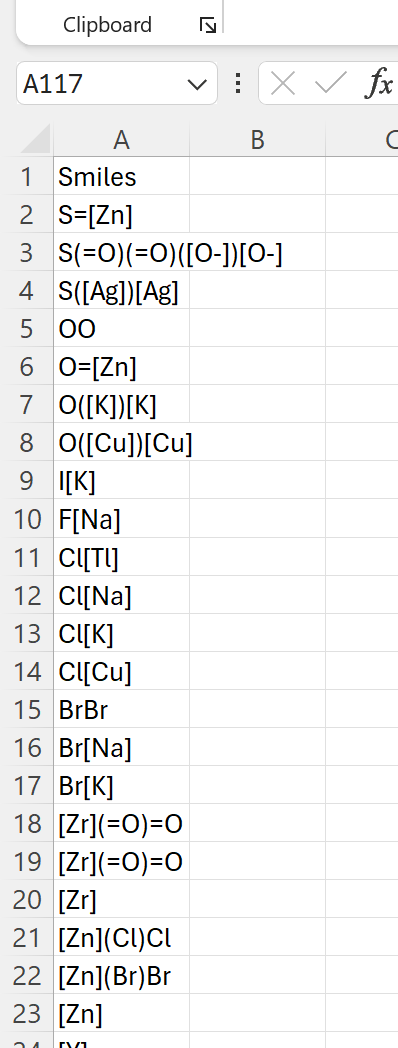 Clipboard
A117
fx
A B C
1 Smiles
2 S=[Zn]
3 S(=O)(=O)([O-])[O-]
4 S([Ag])[Ag]
5 OO
6 O=[Zn]
7 O([K])[K]
8 O([Cu])[Cu]
9 I[K]
10 F[Na]
11 Cl[Tl]
12 Cl[Na]
13 Cl[K]
14 Cl[Cu]
15 BrBr
16 Br[Na]
17 Br[K]
18 [Zr](=O)=O
19 [Zr](=O)=O
20 [Zr]
21 [Zn](Cl)Cl
22 [Zn](Br)Br
23 [Zn]
24 [Y]